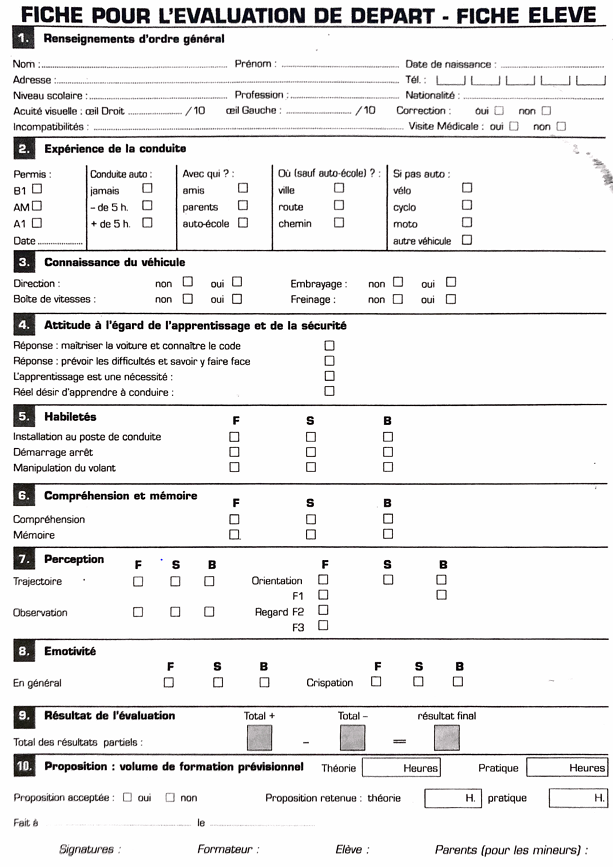 FICHE POUR L'EVALUATION DE DEPART - FICHE ELEVE
1. Renseignements d'ordre général
Nom : Prénom : Date de naissance :
Adresse : Tél. :
Niveau scolaire : Profession : Nationalité :
Acuité visuelle : œil Droit /10 œil Gauche : /10 Correction : oui ☐ non ☐
Incompatibilités : Visite Médicale : oui ☐ non ☐
2. Expérience de la conduite
Permis : Conduite auto : Avec qui ? : Où (sauf auto-école) ? : Si pas auto :
B1 ☐ jamais ☐ amis ☐ ville ☐ vélo ☐
AM ☐ – de 5 h. ☐ parents ☐ route ☐ cyclo ☐
A1 ☐ + de 5 h. ☐ auto-école ☐ chemin ☐ moto ☐
Date autre véhicule ☐
3. Connaissance du véhicule
Direction : non ☐ oui ☐ Embrayage : non ☐ oui ☐
Boîte de vitesses : non ☐ oui ☐ Freinage : non ☐ oui ☐
4. Attitude à l'égard de l'apprentissage et de la sécurité
Réponse : maîtriser la voiture et connaître le code ☐
Réponse : prévoir les difficultés et savoir y faire face ☐
L'apprentissage est une nécessité : ☐
Réel désir d'apprendre à conduire : ☐
5. Habiletés F S B
Installation au poste de conduite ☐ ☐ ☐
Démarrage arrêt ☐ ☐ ☐
Manipulation du volant ☐ ☐ ☐
6. Compréhension et mémoire F S B
Compréhension ☐ ☐ ☐
Mémoire ☐ ☐ ☐
7. Perception F S B F S B
Trajectoire ☐ ☐ ☐ Orientation ☐ ☐ ☐
F1 ☐ ☐
Observation ☐ ☐ ☐ Regard F2 ☐
F3 ☐
8. Emotivité
F S B F S B
En général ☐ ☐ ☐ Crispation ☐ ☐ ☐
9. Résultat de l'évaluation Total + Total – résultat final
Total des résultats partiels : – =
10. Proposition : volume de formation prévisionnel Théorie Heures Pratique Heures
Proposition acceptée : ☐ oui ☐ non Proposition retenue : théorie H. pratique H.
Fait à le
Signatures : Formateur : Elève : Parents (pour les mineurs) :